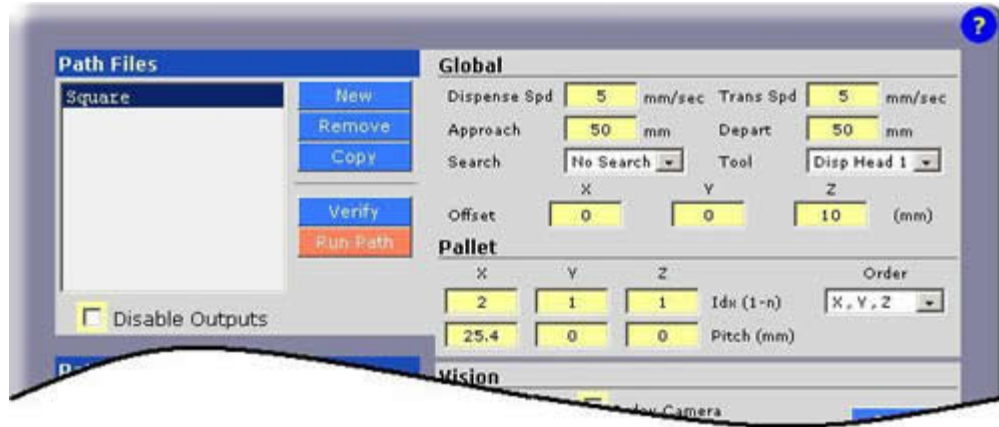 ?
Path Files
Square
New
Remove
Copy
Verify
Run Path
Disable Outputs
Global
Dispense Spd 5 mm/sec Trans Spd 5 mm/sec
Approach 50 mm Depart 50 mm
Search No Search Tool Disp Head 1
X Y Z
Offset 0 0 10 (mm)
Pallet
X Y Z Order
2 1 1 Idx (1-n) X,Y,Z
25.4 0 0 Pitch (mm)
Vision
Camera